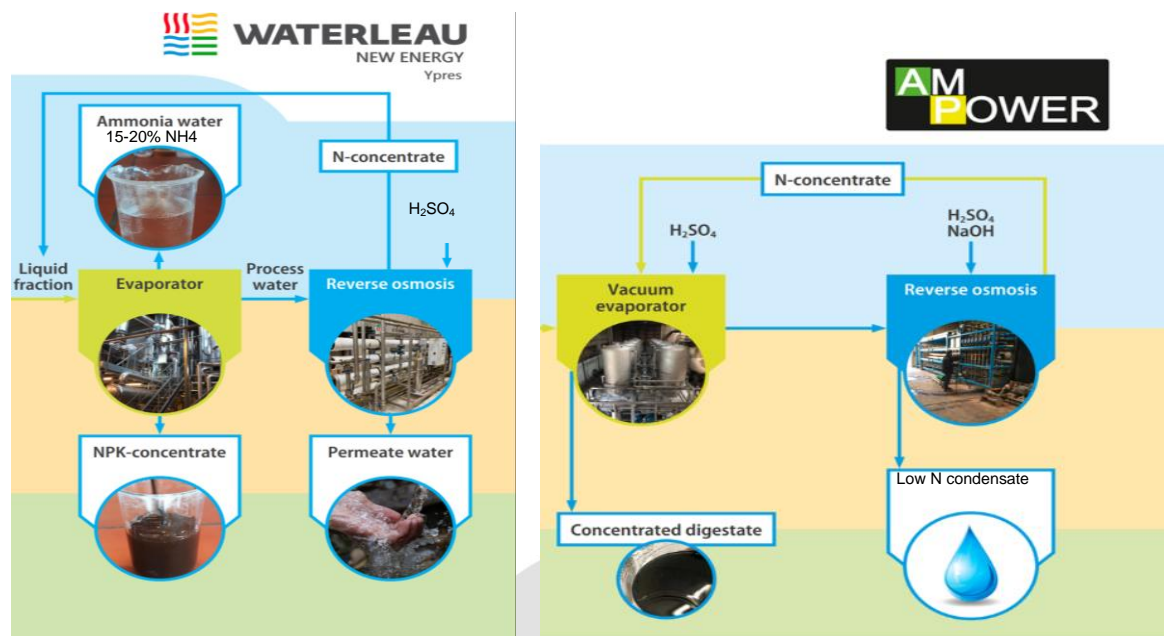 WATERLEAU
NEW ENERGY
Ypres
Ammonia water
15-20% NH4
N-concentrate
H₂SO₄
Liquid
fraction
Evaporator
Process
water
Reverse osmosis
NPK-concentrate
Permeate water
AM
POWER
N-concentrate
H₂SO₄
H₂SO₄
NaOH
Vacuum
evaporator
Reverse osmosis
Low N condensate
Concentrated digestate